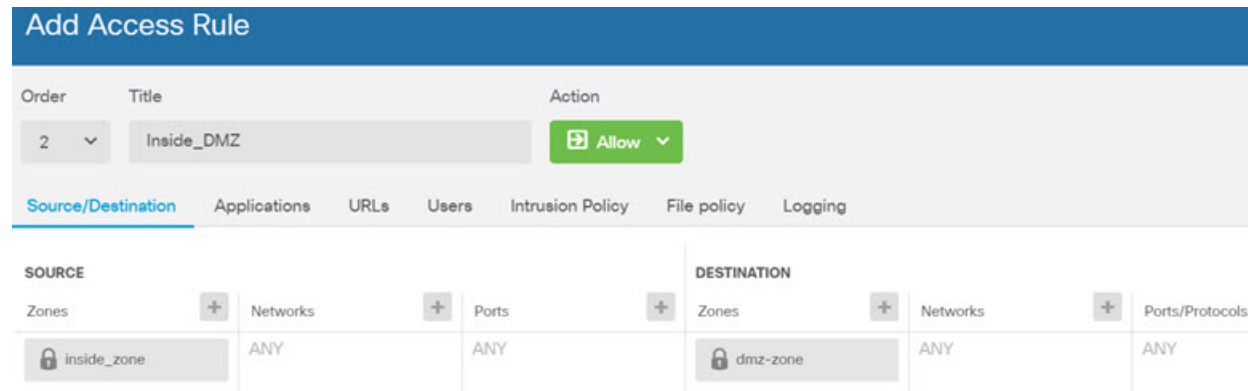 Add Access Rule
Order Title Action
2 Inside_DMZ Allow
Source/Destination Applications URLs Users Intrusion Policy File policy Logging
SOURCE DESTINATION
Zones + Networks + Ports + Zones + Networks + Ports/Protocols
inside_zone ANY ANY dmz-zone ANY ANY